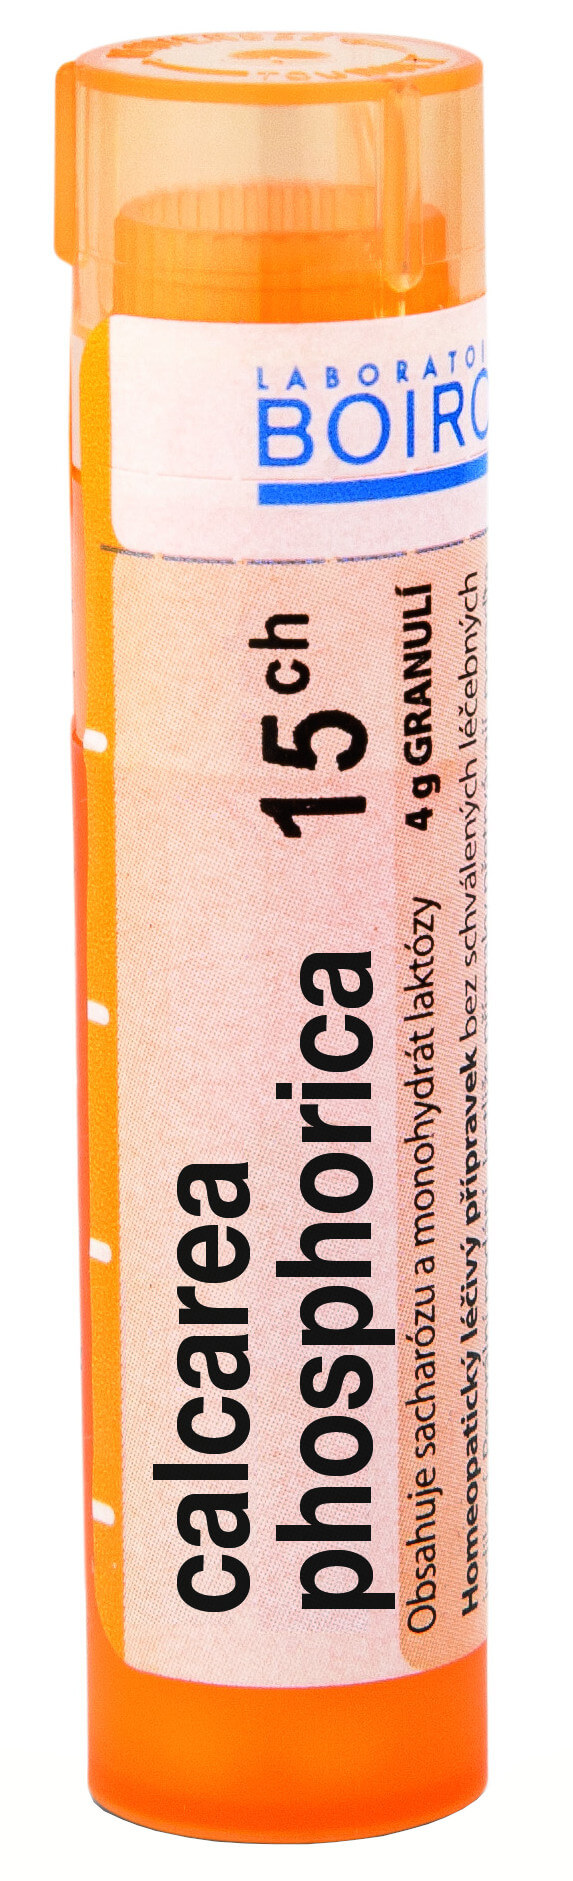 LABORATOI
BOIRO
calcarea
phosphorica 15 ch
Obsahuje sacharózu a monohydrát laktózy 4 g GRANULÍ
Homeopatický léčivý přípravek bez schválených léčebných